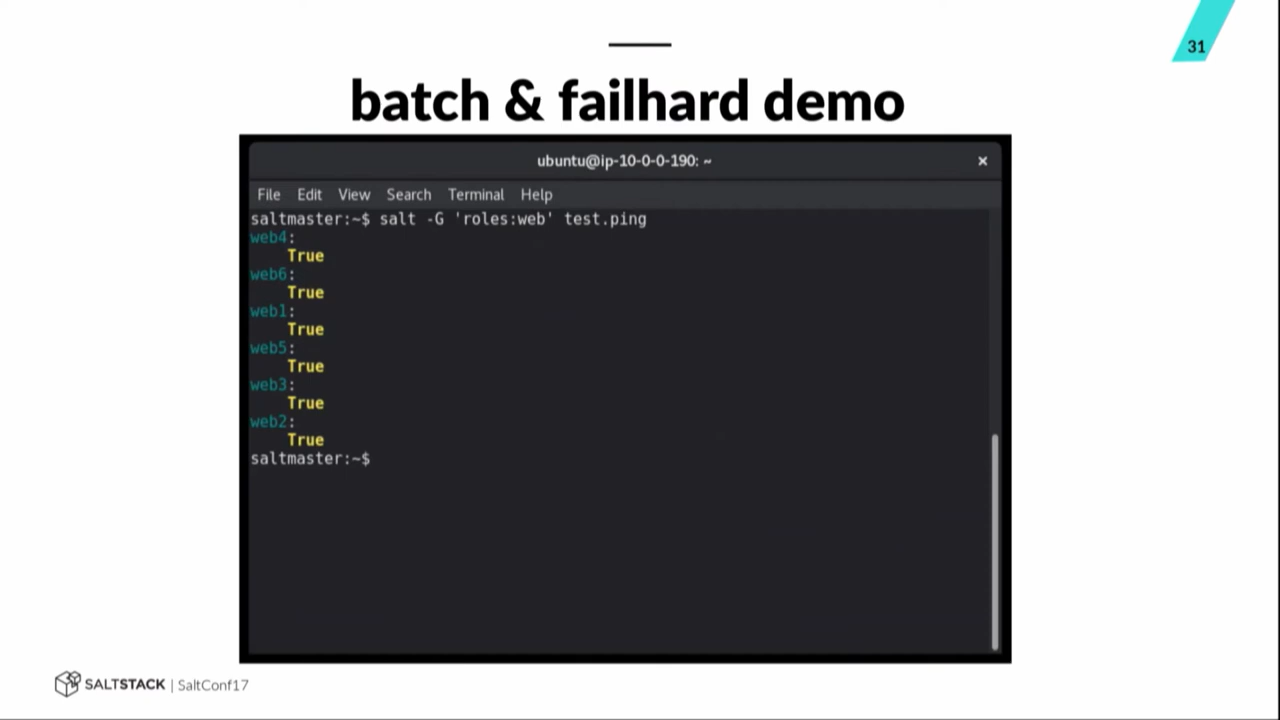 31
batch & failhard demo
ubuntu@ip-10-0-0-190: ~
File Edit View Search Terminal Help
saltmaster:~$ salt -G 'roles:web' test.ping
web4:
    True
web6:
    True
web1:
    True
web5:
    True
web3:
    True
web2:
    True
saltmaster:~$
SALTSTACK | SaltConf17